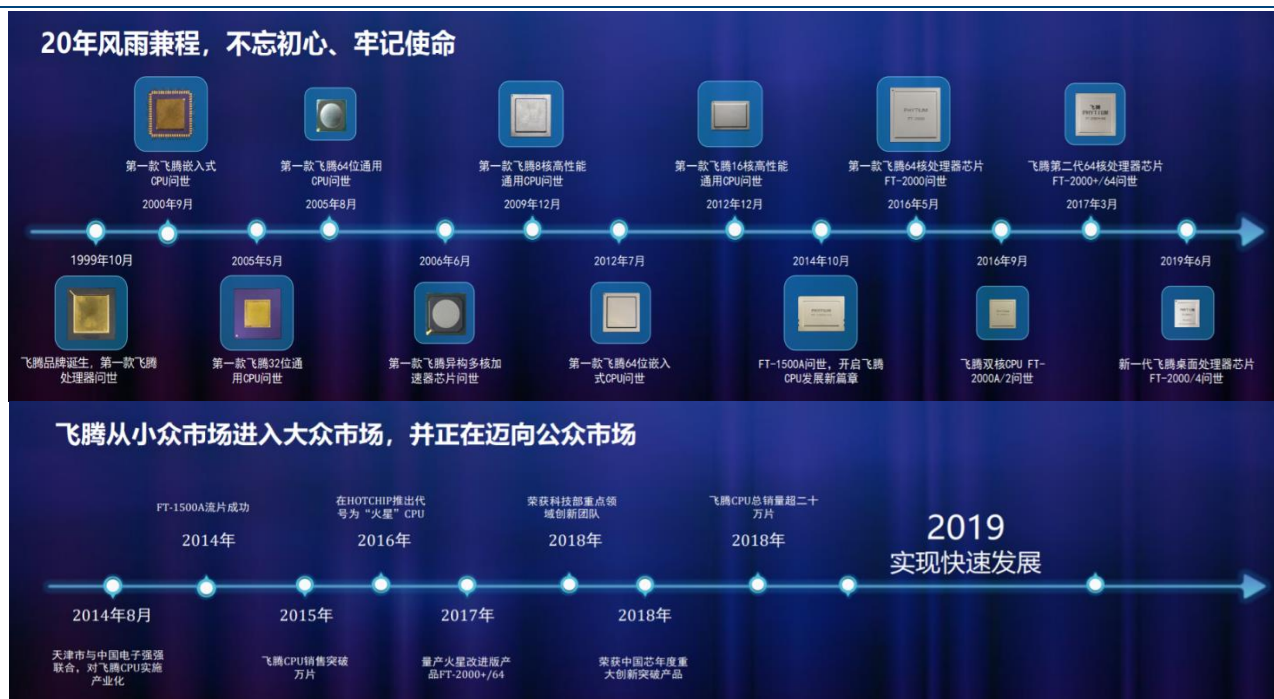 20年风雨兼程，不忘初心、牢记使命
第一款飞腾嵌入式
CPU问世
2000年9月
第一款飞腾64位通用
CPU问世
2005年8月
第一款飞腾8核高性能
通用CPU问世
2009年12月
第一款飞腾16核高性能
通用CPU问世
2012年12月
PHYTIUM
第一款飞腾64核处理器芯片
FT-2000问世
2016年5月
飞腾
PHYTIUM
飞腾第二代64核处理器芯片
FT-2000+/64问世
2017年3月
1999年10月
飞腾品牌诞生，第一款飞腾
处理器问世
2005年5月
第一款飞腾32位通
用CPU问世
2006年6月
第一款飞腾异构多核加
速器芯片问世
2012年7月
第一款飞腾64位嵌入
式CPU问世
2014年10月
FT-1500A问世，开启飞腾
CPU发展新篇章
2016年9月
飞腾双核CPU FT-
2000A/2问世
2019年6月
新一代飞腾桌面处理器芯片
FT-2000/4问世
飞腾从小众市场进入大众市场，并正在迈向公众市场
FT-1500A流片成功
2014年
在HOTCHIP推出代
号为“火星”CPU
2016年
荣获科技部重点领
域创新团队
2018年
飞腾CPU总销量超二十
万片
2018年
2019
实现快速发展
2014年8月
天津市与中国电子强强
联合，对飞腾CPU实施
产业化
2015年
飞腾CPU销售突破
万片
2017年
量产火星改进版产
品FT-2000+/64
2018年
荣获中国芯年度重
大创新突破产品